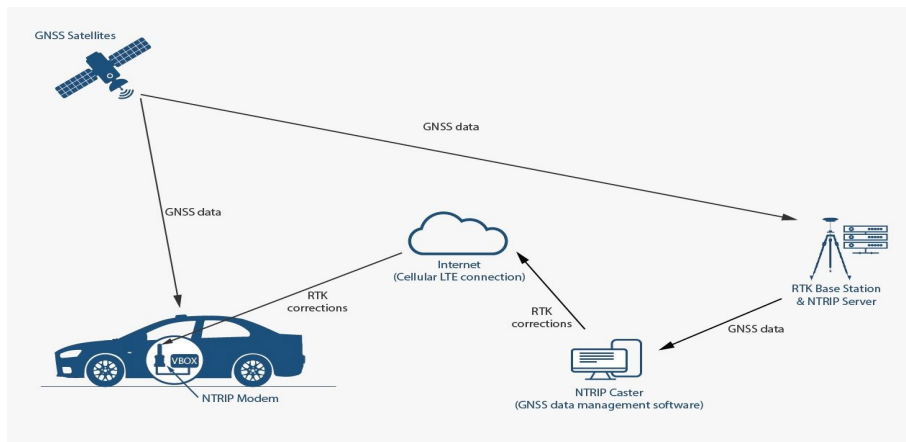 GNSS Satellites
GNSS data
GNSS data
Internet
(Cellular LTE connection)
RTK
corrections
RTK
corrections
RTK Base Station
& NTRIP Server
GNSS data
VBOX
NTRIP Modem
NTRIP Caster
(GNSS data management software)